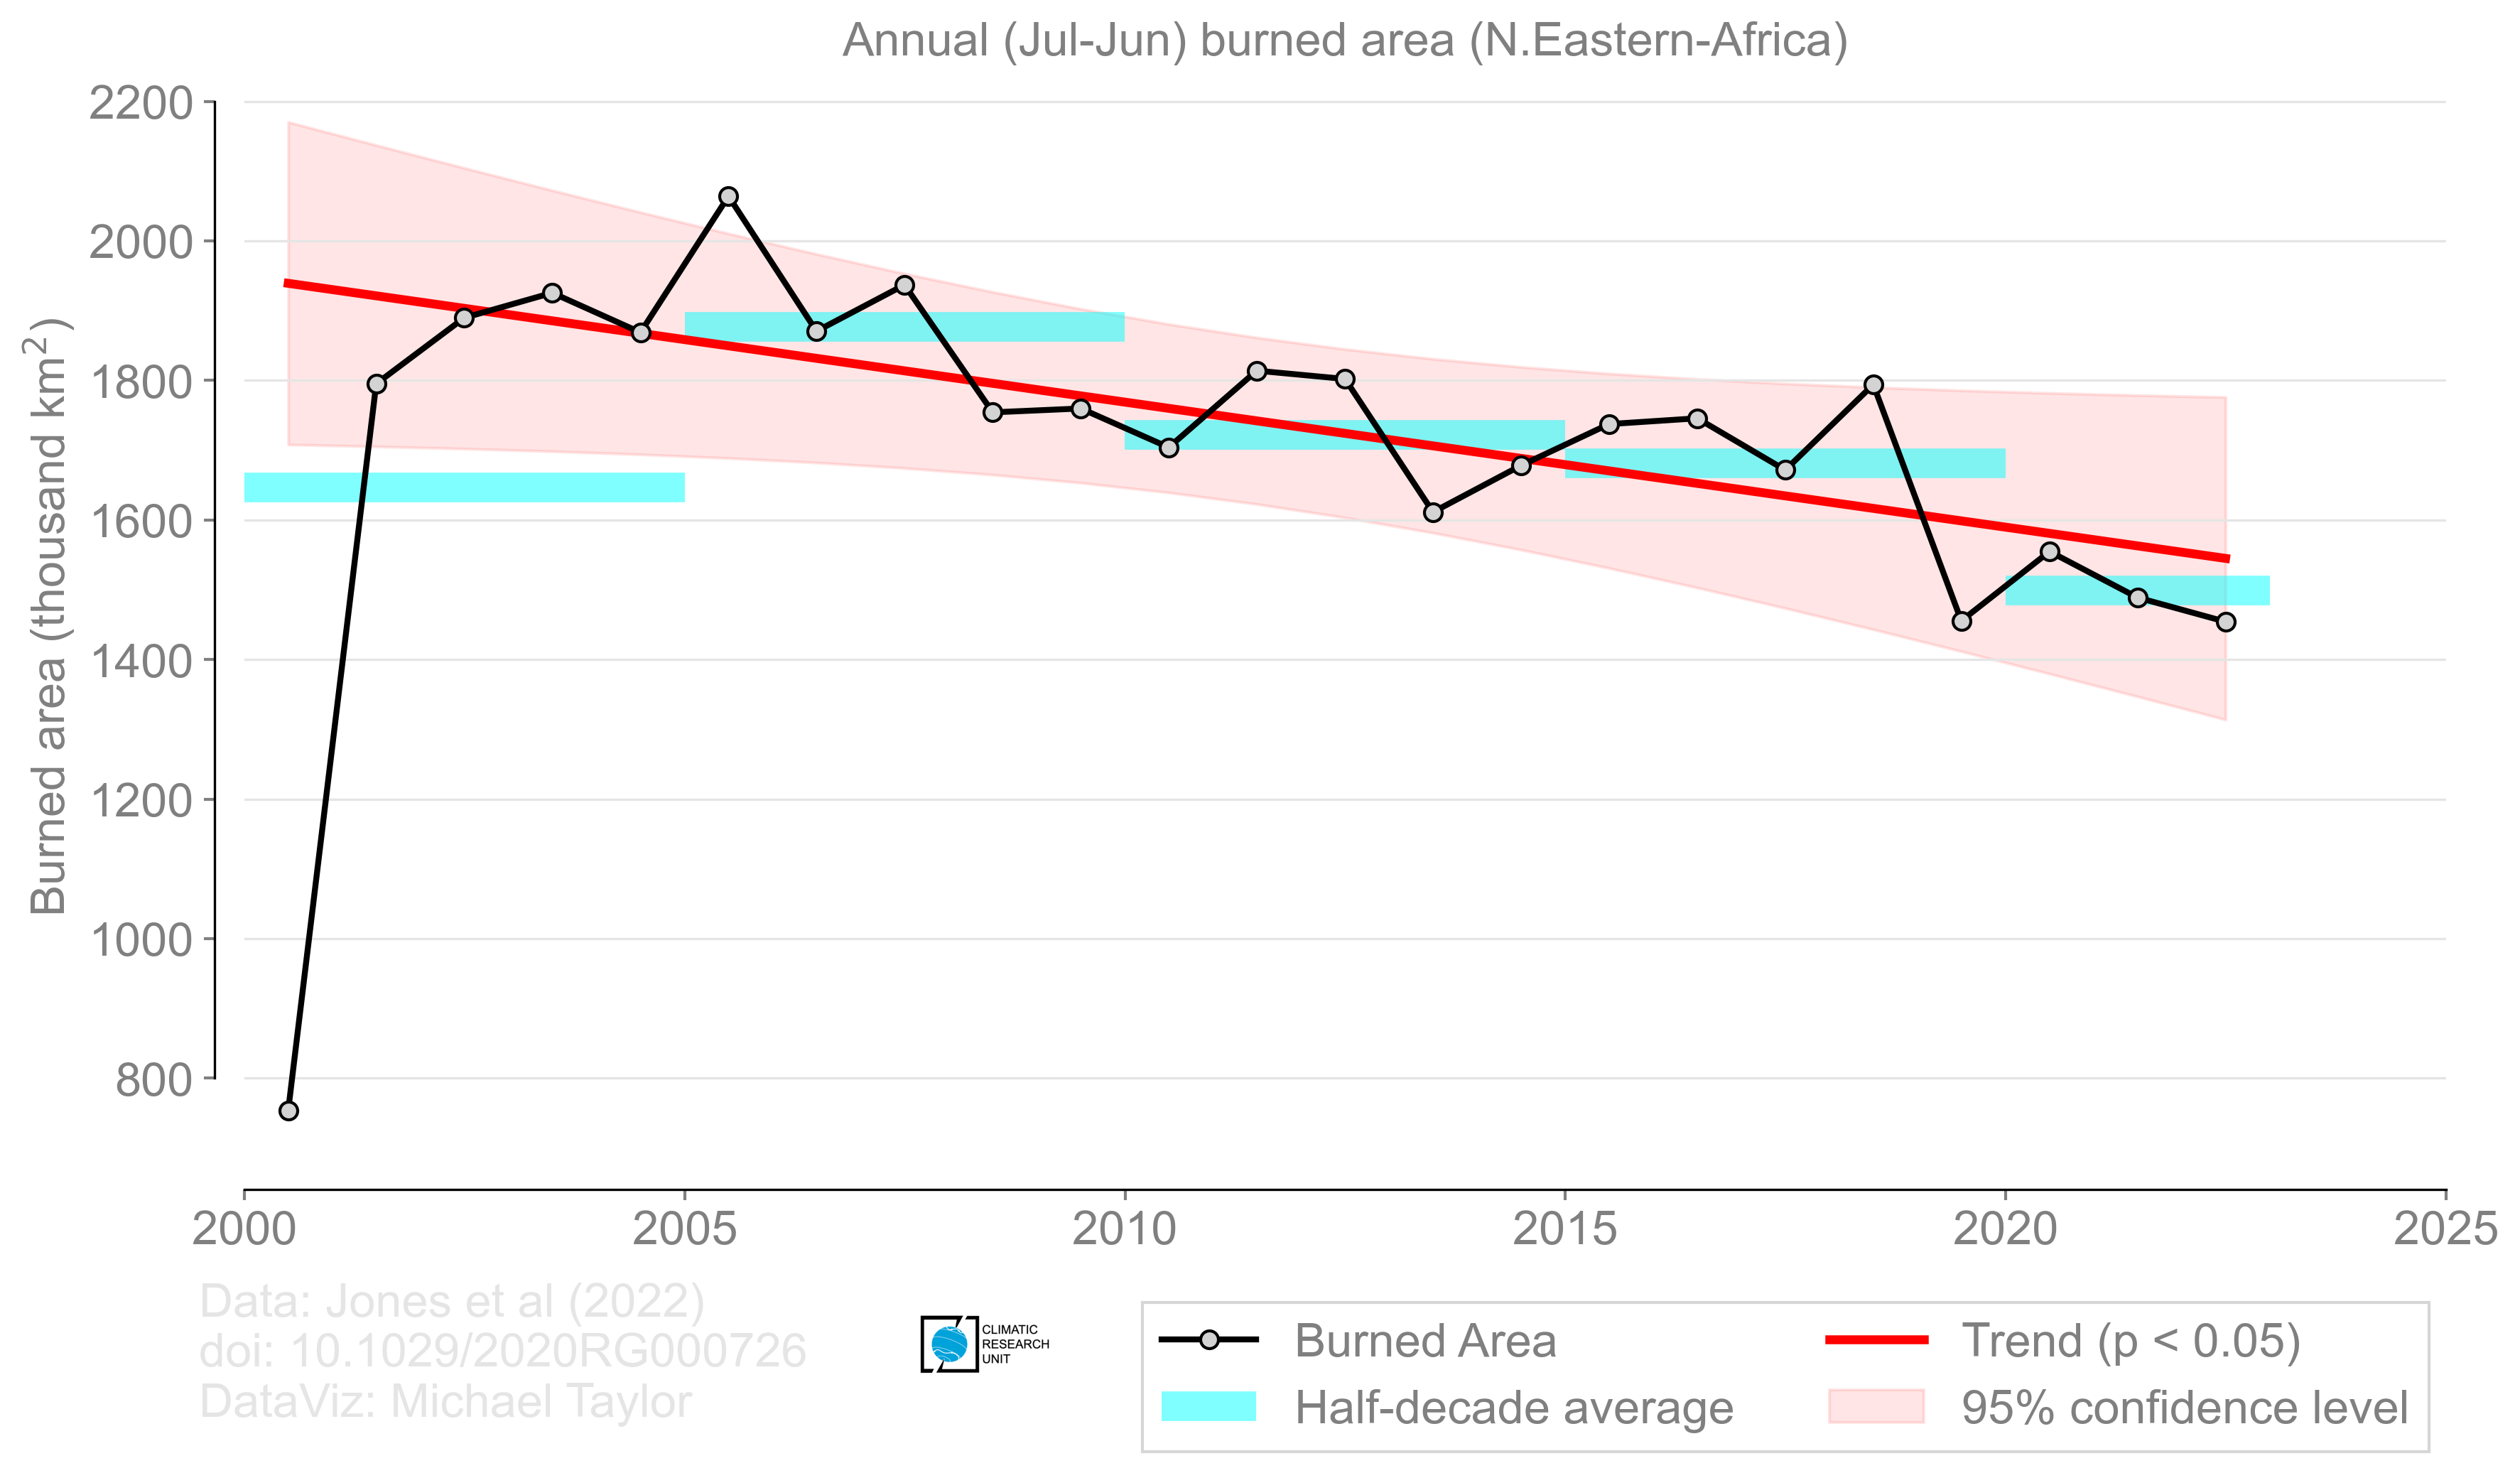 Annual (Jul-Jun) burned area (N.Eastern-Africa)
Burned area (thousand km²)
2200
2000
1800
1600
1400
1200
1000
800
2000 2005 2010 2015 2020 2025
Data: Jones et al (2022)
doi: 10.1029/2020RG000726
DataViz: Michael Taylor
CLIMATIC
RESEARCH
UNIT
Burned Area
Half-decade average
Trend (p < 0.05)
95% confidence level